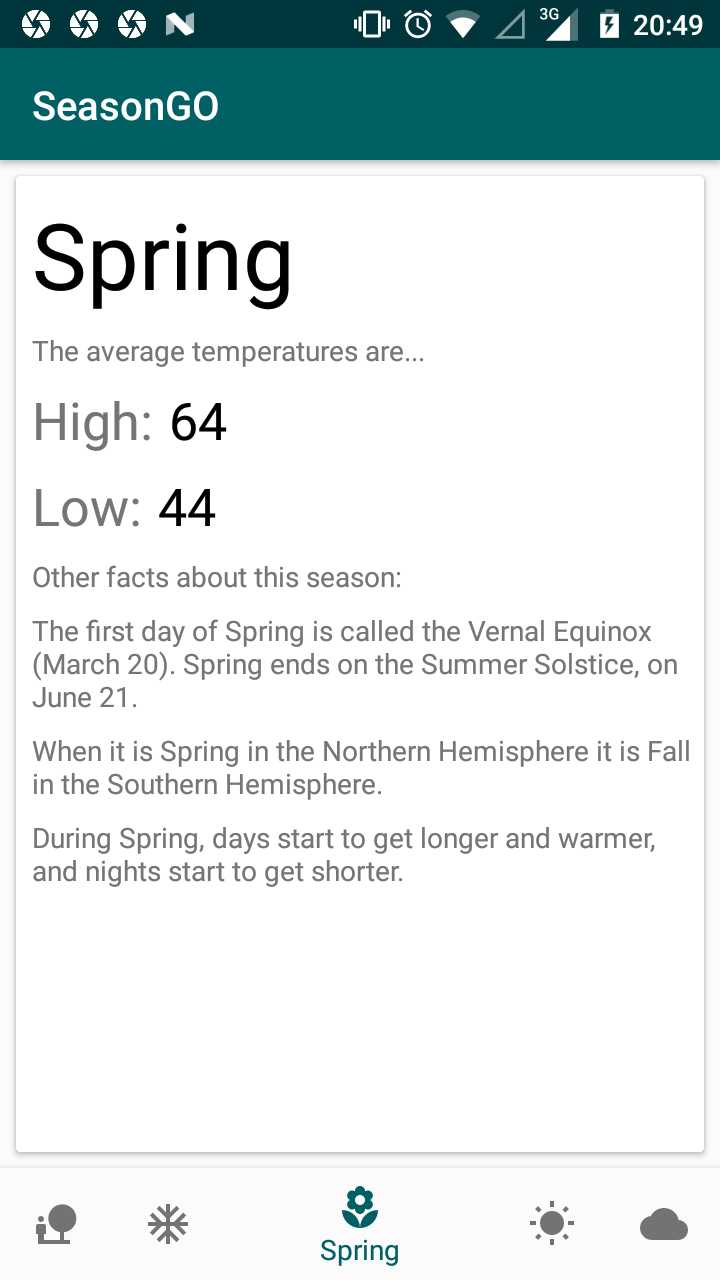 3G
20:49
SeasonGO
Spring
The average temperatures are...
High: 64
Low: 44
Other facts about this season:
The first day of Spring is called the Vernal Equinox
(March 20). Spring ends on the Summer Solstice, on
June 21.
When it is Spring in the Northern Hemisphere it is Fall
in the Southern Hemisphere.
During Spring, days start to get longer and warmer,
and nights start to get shorter.
Spring